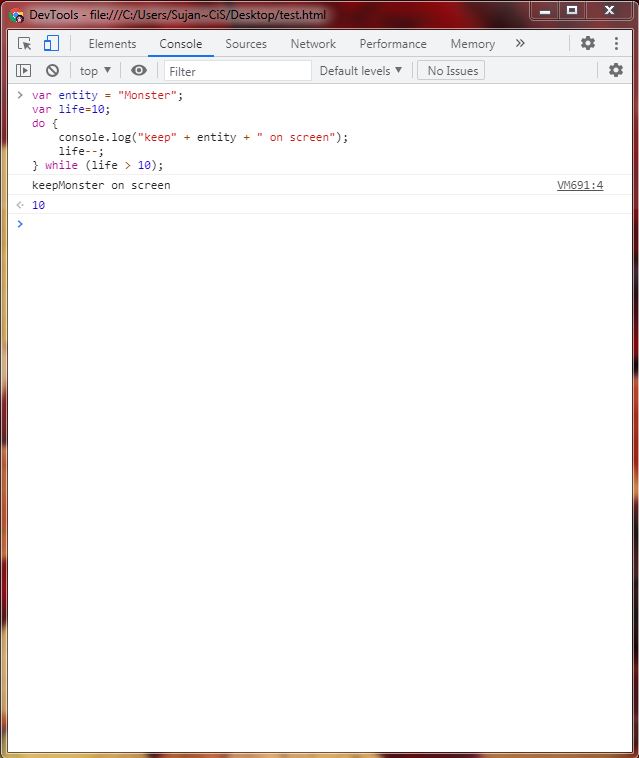 DevTools - file:///C:/Users/Sujan~CiS/Desktop/test.html
Elements Console Sources Network Performance Memory »
top ▼ Filter Default levels ▼ No Issues
> var entity = "Monster";
var life=10;
do {
    console.log("keep" + entity + " on screen");
    life--;
} while (life > 10);
keepMonster on screen VM691:4
<· 10
>